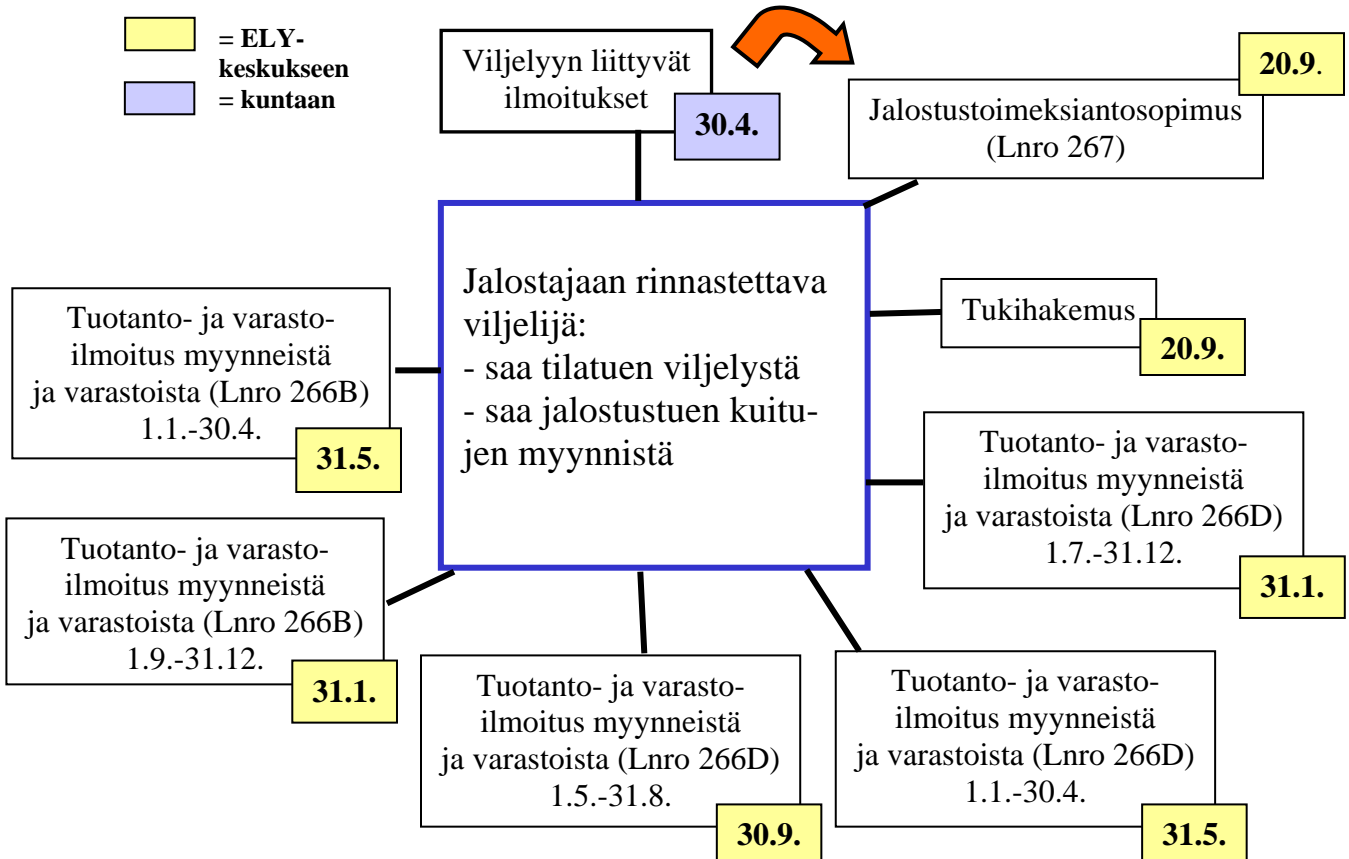 = ELY-
keskukseen
= kuntaan
Viljelyyn liittyvät
ilmoitukset
30.4.
20.9.
Jalostustoimeksiantosopimus
(Lnro 267)
Jalostajaan rinnastettava
viljelijä:
- saa tilatuen viljelystä
- saa jalostustuen kuitu-
jen myynnistä
Tukihakemus
20.9.
Tuotanto- ja varasto-
ilmoitus myynneistä
ja varastoista (Lnro 266B)
1.1.-30.4.
31.5.
Tuotanto- ja varasto-
ilmoitus myynneistä
ja varastoista (Lnro 266D)
1.7.-31.12.
31.1.
Tuotanto- ja varasto-
ilmoitus myynneistä
ja varastoista (Lnro 266B)
1.9.-31.12.
31.1.
Tuotanto- ja varasto-
ilmoitus myynneistä
ja varastoista (Lnro 266D)
1.5.-31.8.
30.9.
Tuotanto- ja varasto-
ilmoitus myynneistä
ja varastoista (Lnro 266D)
1.1.-30.4.
31.5.